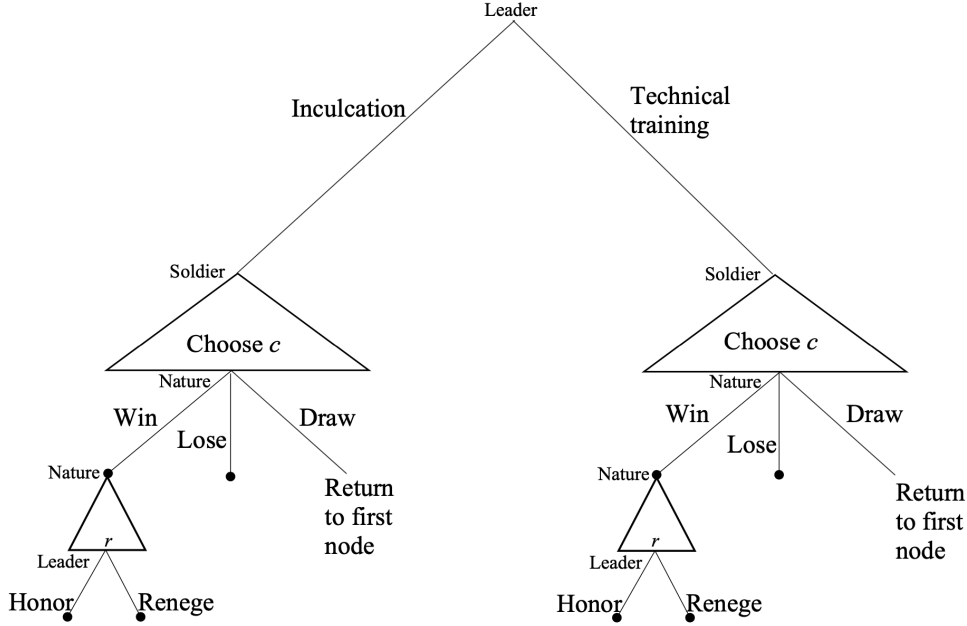 Leader
Inculcation
Technical
training
Soldier
Choose c
Nature
Win
Lose
Draw
Nature
r
Leader
Honor
Renege
Return
to first
node
Soldier
Choose c
Nature
Win
Lose
Draw
Nature
r
Leader
Honor
Renege
Return
to first
node